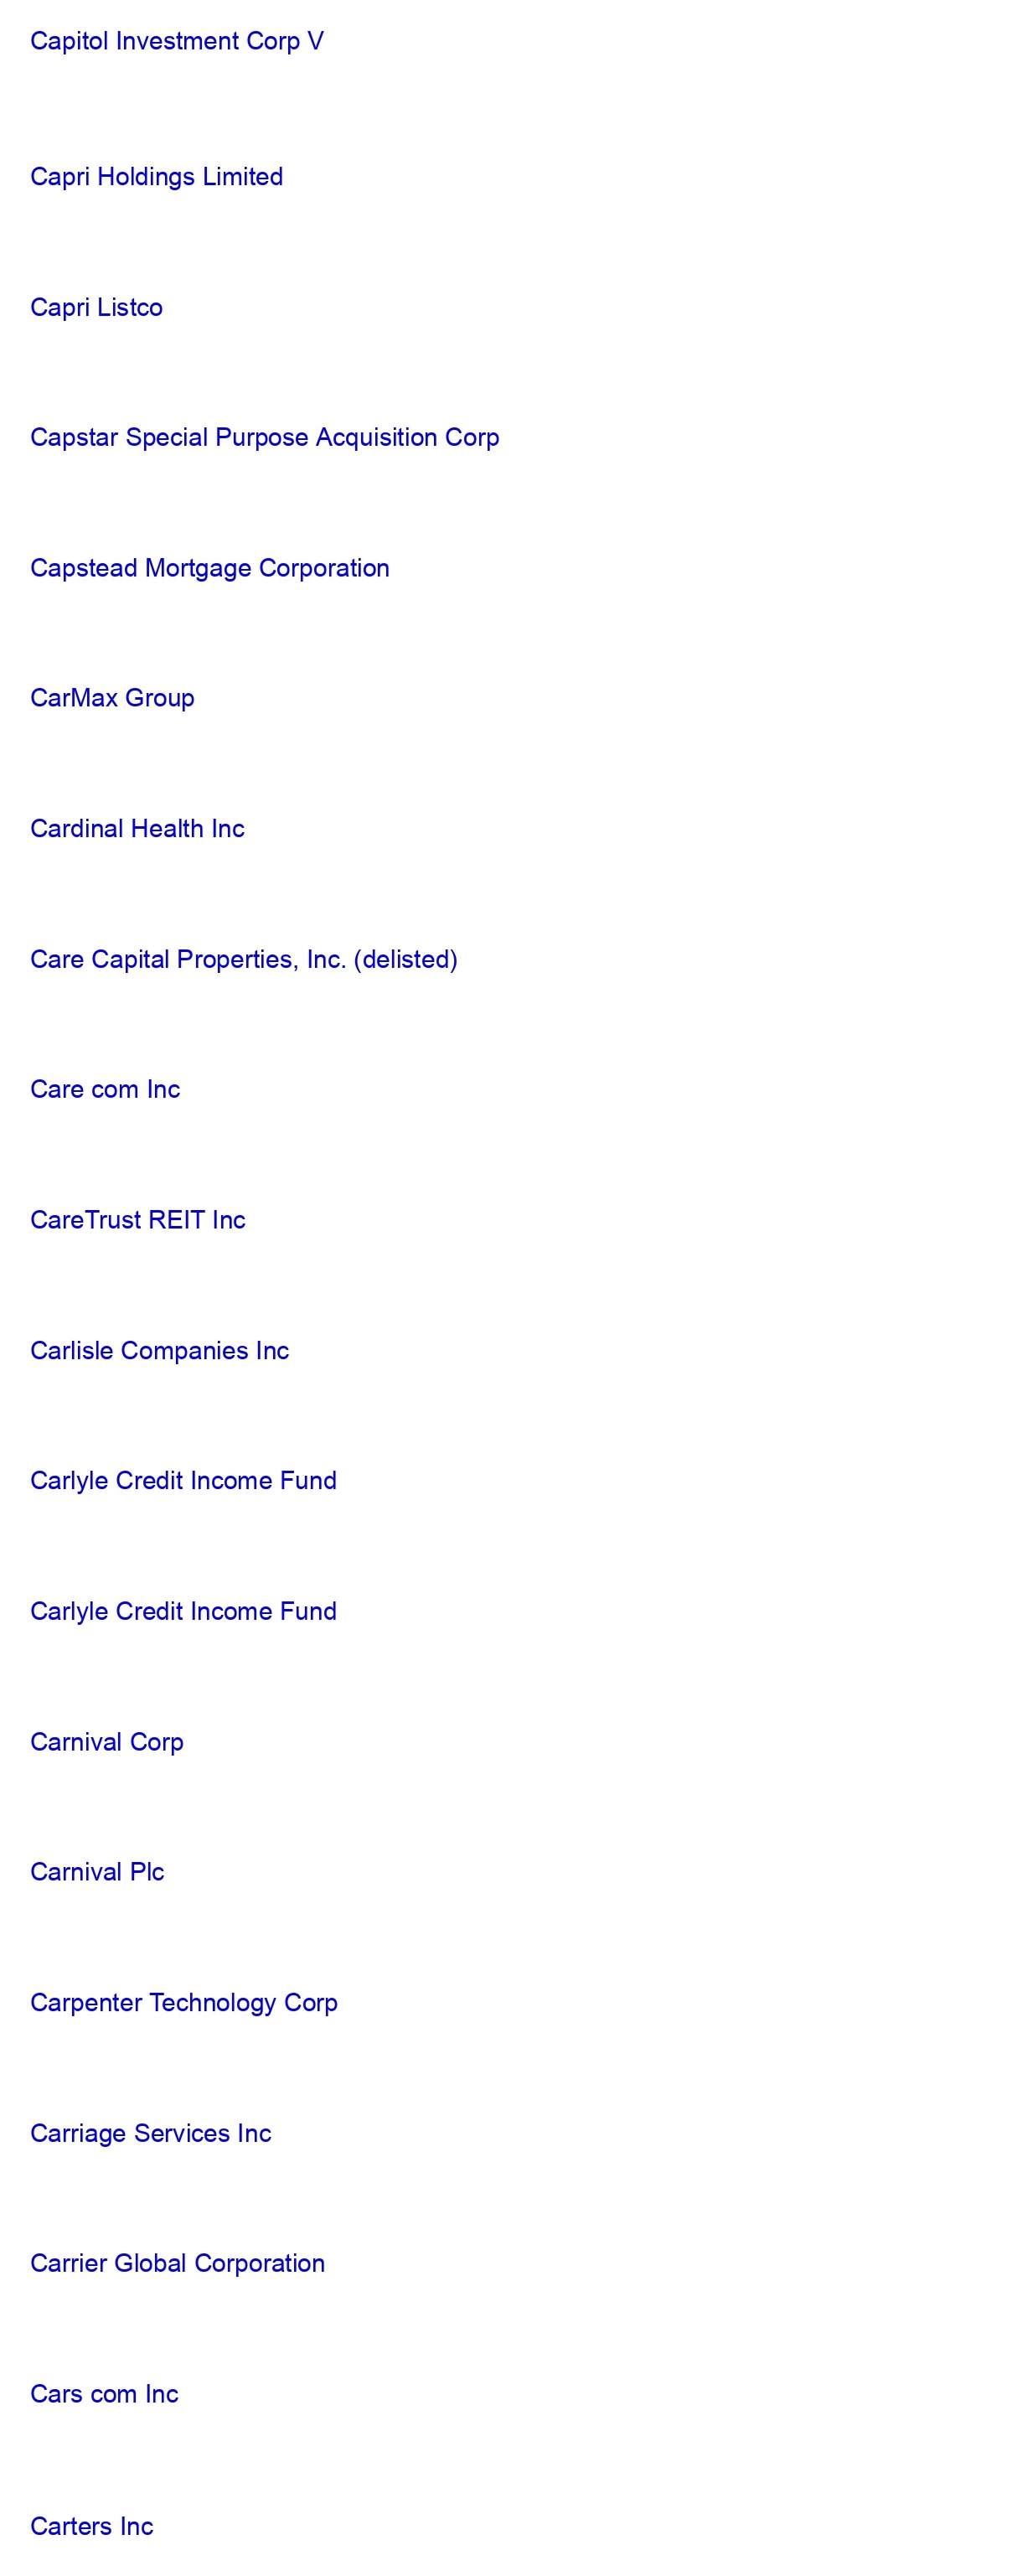 Capitol Investment Corp V
Capri Holdings Limited
Capri Listco
Capstar Special Purpose Acquisition Corp
Capstead Mortgage Corporation
CarMax Group
Cardinal Health Inc
Care Capital Properties, Inc. (delisted)
Care com Inc
CareTrust REIT Inc
Carlisle Companies Inc
Carlyle Credit Income Fund
Carlyle Credit Income Fund
Carnival Corp
Carnival Plc
Carpenter Technology Corp
Carriage Services Inc
Carrier Global Corporation
Cars com Inc
Carters Inc